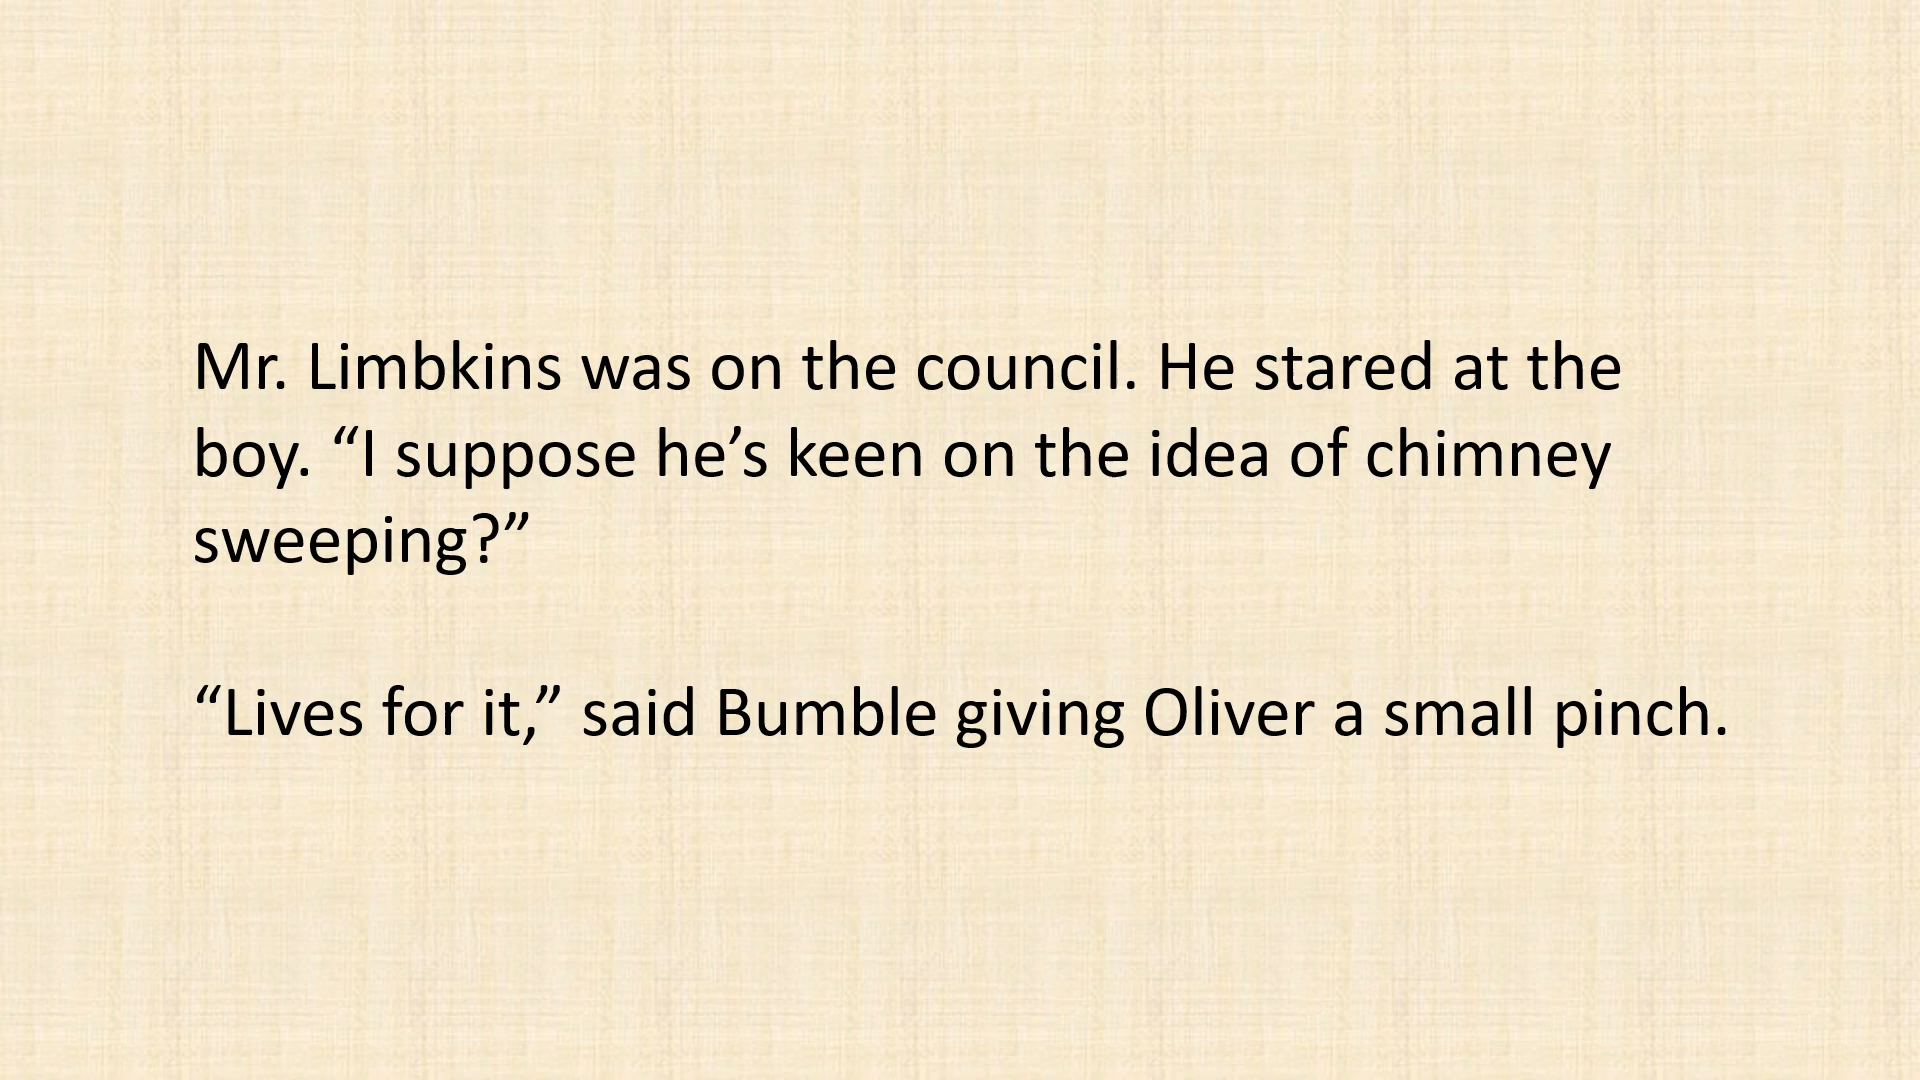 Mr. Limbkins was on the council. He stared at the
boy. “I suppose he’s keen on the idea of chimney
sweeping?”
“Lives for it,” said Bumble giving Oliver a small pinch.